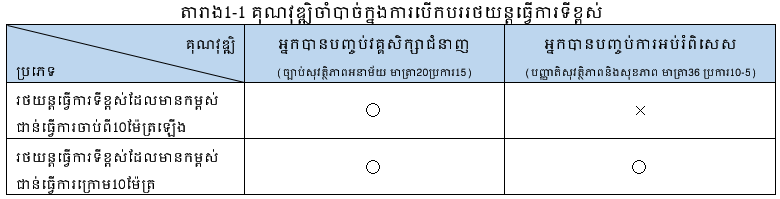 តារាង1-1 គុណវុឌ្ឍិចាំបាច់ក្នុងការបើកបររថយន្តធ្វើការទីខ្ពស់
គុណវុឌ្ឍិ
ប្រភេទ
អ្នកបានបញ្ចប់វគ្គសិក្សាជំនាញ
(ច្បាប់សុវត្ថិភាពអនាម័យ មាត្រា20ប្រការ15)
អ្នកបានបញ្ចប់ការអប់រំពិសេស
(បញ្ញាតិសុវត្ថិភាពនិងសុខភាព មាត្រា36 ប្រការ10-5)
រថយន្តធ្វើការទីខ្ពស់ដែលមានកម្ពស់
ជាន់ធ្វើការចាប់ពី10ម៉ែត្រឡើង
○
×
រថយន្តធ្វើការទីខ្ពស់ដែលមានកម្ពស់
ជាន់ធ្វើការក្រោម10ម៉ែត្រ
○
○